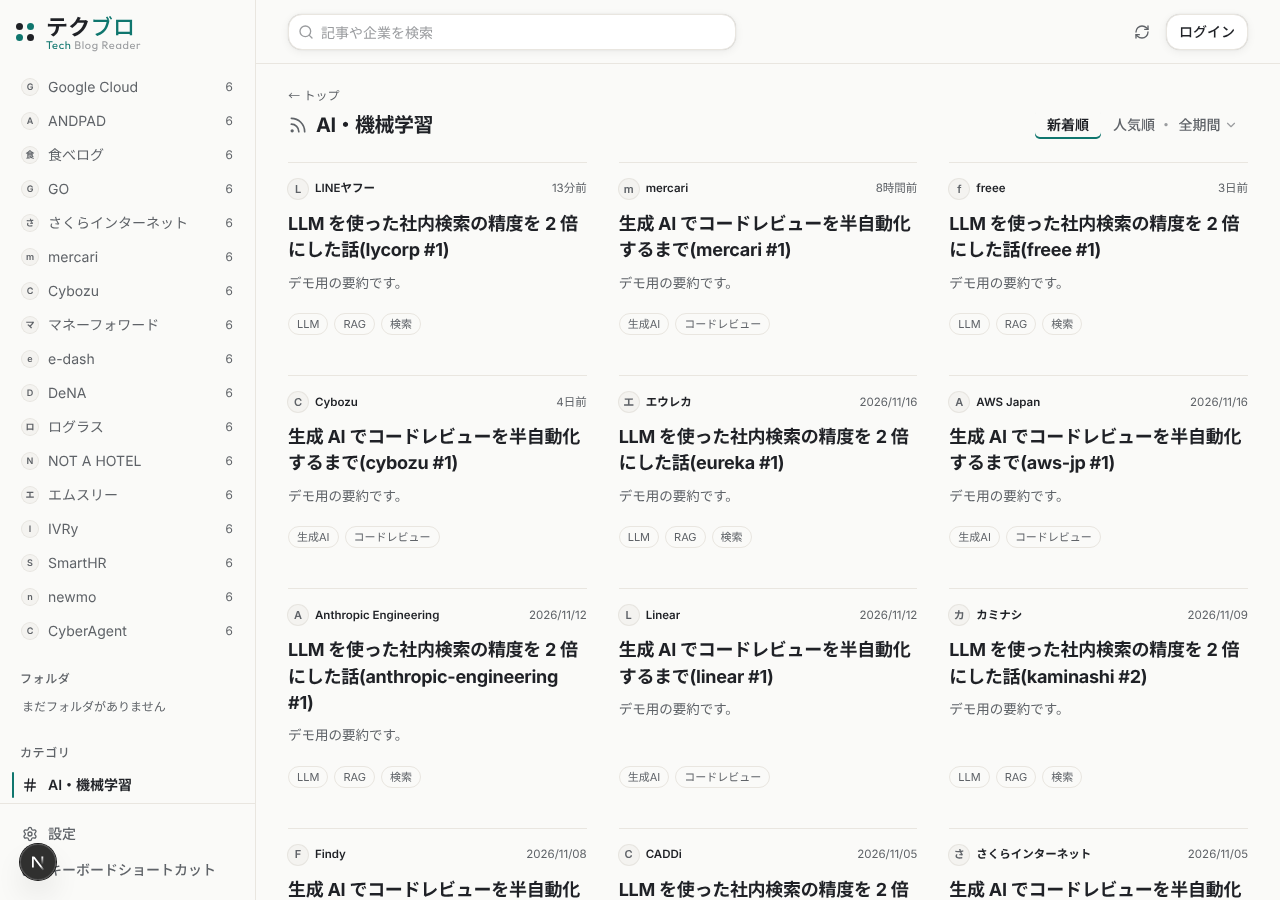 テクブロ
Tech Blog Reader
G Google Cloud 6
A ANDPAD 6
食 食べログ 6
G GO 6
さ さくらインターネット 6
m mercari 6
C Cybozu 6
マ マネーフォワード 6
e e-dash 6
D DeNA 6
ロ ログラス 6
N NOT A HOTEL 6
エ エムスリー 6
I IVRy 6
S SmartHR 6
n newmo 6
C CyberAgent 6
フォルダ
まだフォルダがありません
カテゴリ
# AI・機械学習
設定
N
キーボードショートカット
記事や企業を検索
ログイン
← トップ
AI・機械学習
新着順 人気順 • 全期間
L LINEヤフー 13分前
LLM を使った社内検索の精度を 2 倍
にした話(lycorp #1)
デモ用の要約です。
LLM RAG 検索
m mercari 8時間前
生成 AI でコードレビューを半自動化
するまで(mercari #1)
デモ用の要約です。
生成AI コードレビュー
f freee 3日前
LLM を使った社内検索の精度を 2 倍
にした話(freee #1)
デモ用の要約です。
LLM RAG 検索
C Cybozu 4日前
生成 AI でコードレビューを半自動化
するまで(cybozu #1)
デモ用の要約です。
生成AI コードレビュー
エ エウレカ 2026/11/16
LLM を使った社内検索の精度を 2 倍
にした話(eureka #1)
デモ用の要約です。
LLM RAG 検索
A AWS Japan 2026/11/16
生成 AI でコードレビューを半自動化
するまで(aws-jp #1)
デモ用の要約です。
生成AI コードレビュー
A Anthropic Engineering 2026/11/12
LLM を使った社内検索の精度を 2 倍
にした話(anthropic-engineering
#1)
デモ用の要約です。
LLM RAG 検索
L Linear 2026/11/12
生成 AI でコードレビューを半自動化
するまで(linear #1)
デモ用の要約です。
生成AI コードレビュー
カ カミナシ 2026/11/09
LLM を使った社内検索の精度を 2 倍
にした話(kaminashi #2)
デモ用の要約です。
LLM RAG 検索
F Findy 2026/11/08
生成 AI でコードレビューを半自動化
C CADDi 2026/11/05
LLM を使った社内検索の精度を 2 倍
さ さくらインターネット 2026/11/05
生成 AI でコードレビューを半自動化